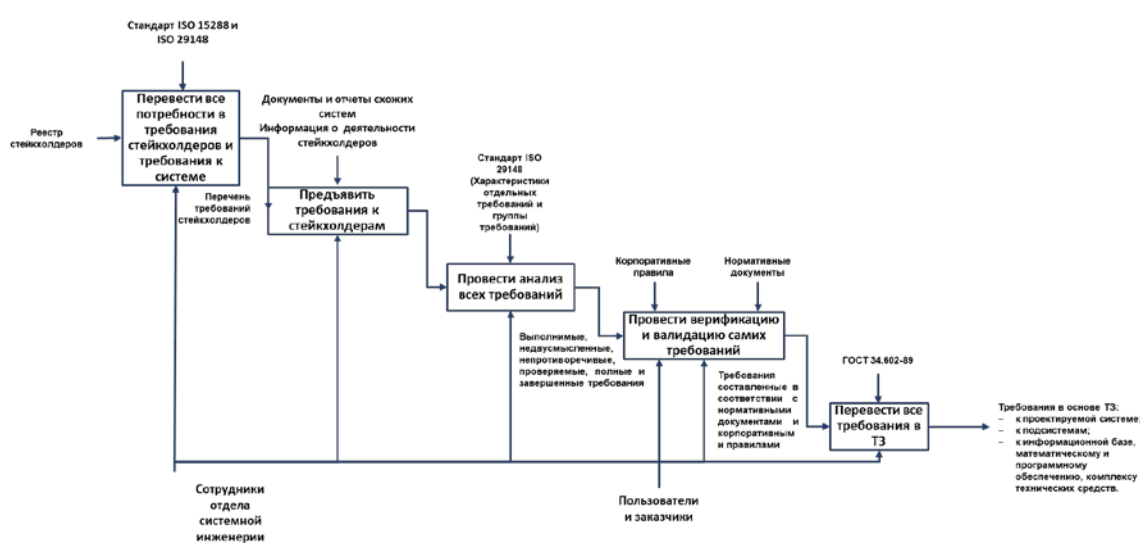 Стандарт ISO 15288 и
ISO 29148
Перевести все
потребности в
требования
стейкхолдеров и
требования к
системе
Реестр
стейкхолдеров
Документы и отчеты схожих
систем
Информация о деятельности
стейкхолдеров
Перечень
требований
стейкхолдеров
Предъявить
требования к
стейкхолдерам
Стандарт ISO
29148
(Характеристики
отдельных
требований и
группы
требований)
Провести анализ
всех требований
Корпоративные
правила
Нормативные
документы
Провести верификацию
и валидацию самих
требований
Выполнимые,
недвусмысленные,
непротиворечивые,
проверяемые, полные и
завершенные требования
ГОСТ 34.602-89
Требования
составленные в
соответствии с
нормативными
документами и
корпоративным
и правилами
Перевести все
требования в
ТЗ
Требования в основе ТЗ:
– к проектируемой системе;
– к подсистемам;
– к информационной базе,
математическому и
программному
обеспечению, комплексу
технических средств.
Сотрудники
отдела
системной
инженерии
Пользователи
и заказчики